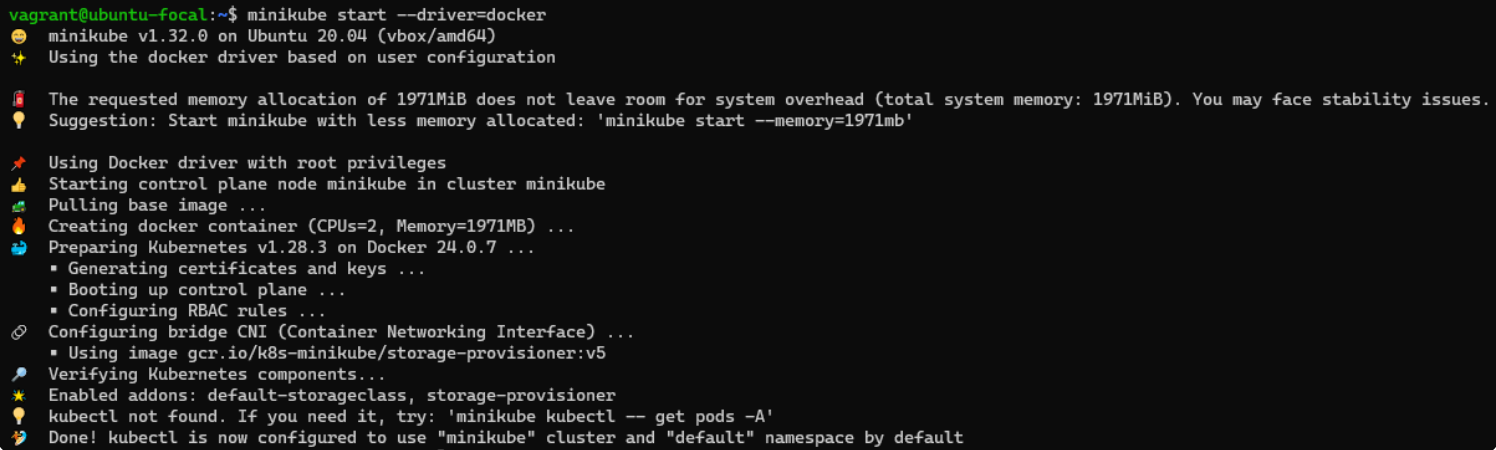 vagrant@ubuntu-focal:~$ minikube start --driver=docker
😄 minikube v1.32.0 on Ubuntu 20.04 (vbox/amd64)
✨ Using the docker driver based on user configuration
🧯 The requested memory allocation of 1971MiB does not leave room for system overhead (total system memory: 1971MiB). You may face stability issues.
💡 Suggestion: Start minikube with less memory allocated: 'minikube start --memory=1971mb'
📌 Using Docker driver with root privileges
👍 Starting control plane node minikube in cluster minikube
🚜 Pulling base image ...
🔥 Creating docker container (CPUs=2, Memory=1971MB) ...
🐳 Preparing Kubernetes v1.28.3 on Docker 24.0.7 ...
▪ Generating certificates and keys ...
▪ Booting up control plane ...
▪ Configuring RBAC rules ...
🔗 Configuring bridge CNI (Container Networking Interface) ...
▪ Using image gcr.io/k8s-minikube/storage-provisioner:v5
🔎 Verifying Kubernetes components...
🌟 Enabled addons: default-storageclass, storage-provisioner
💡 kubectl not found. If you need it, try: 'minikube kubectl -- get pods -A'
🏄 Done! kubectl is now configured to use "minikube" cluster and "default" namespace by default